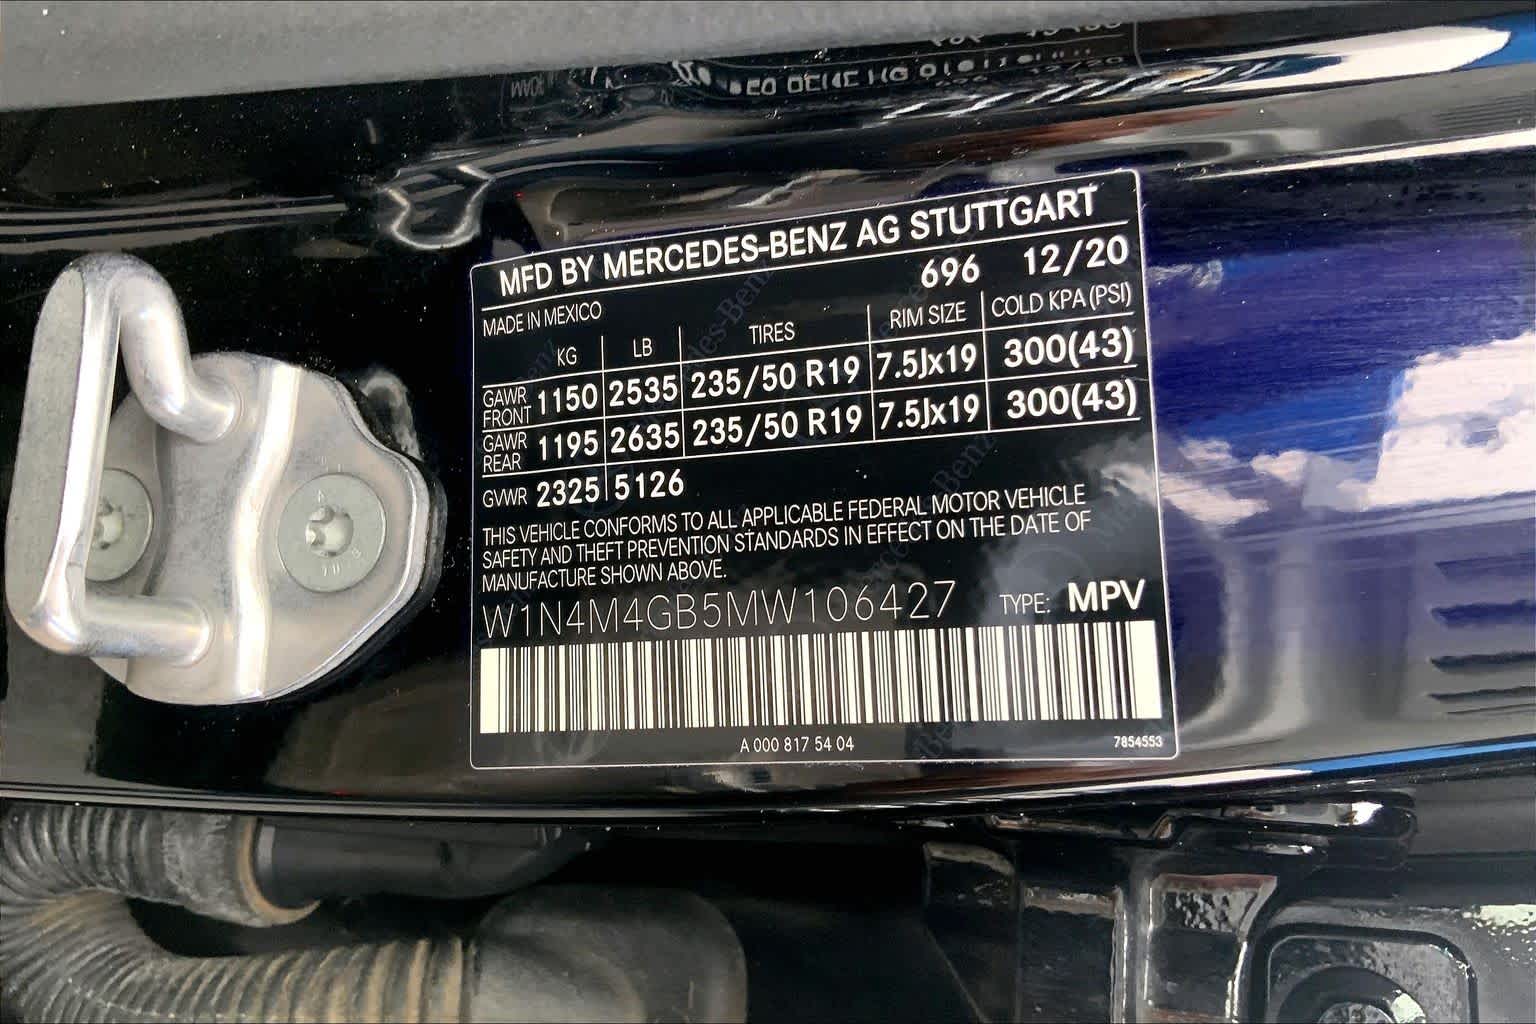 MFD BY MERCEDES-BENZ AG STUTTGART
696 12/20
MADE IN MEXICO
KG LB TIRES RIM SIZE COLD KPA (PSI)
GAWR FRONT 1150 2535 235/50 R19 7.5Jx19 300(43)
GAWR REAR 1195 2635 235/50 R19 7.5Jx19 300(43)
GVWR 2325 5126
THIS VEHICLE CONFORMS TO ALL APPLICABLE FEDERAL MOTOR VEHICLE
SAFETY AND THEFT PREVENTION STANDARDS IN EFFECT ON THE DATE OF
MANUFACTURE SHOWN ABOVE.
W1N4M4GB5MW106427 TYPE: MPV
A 000 817 54 04
7854553